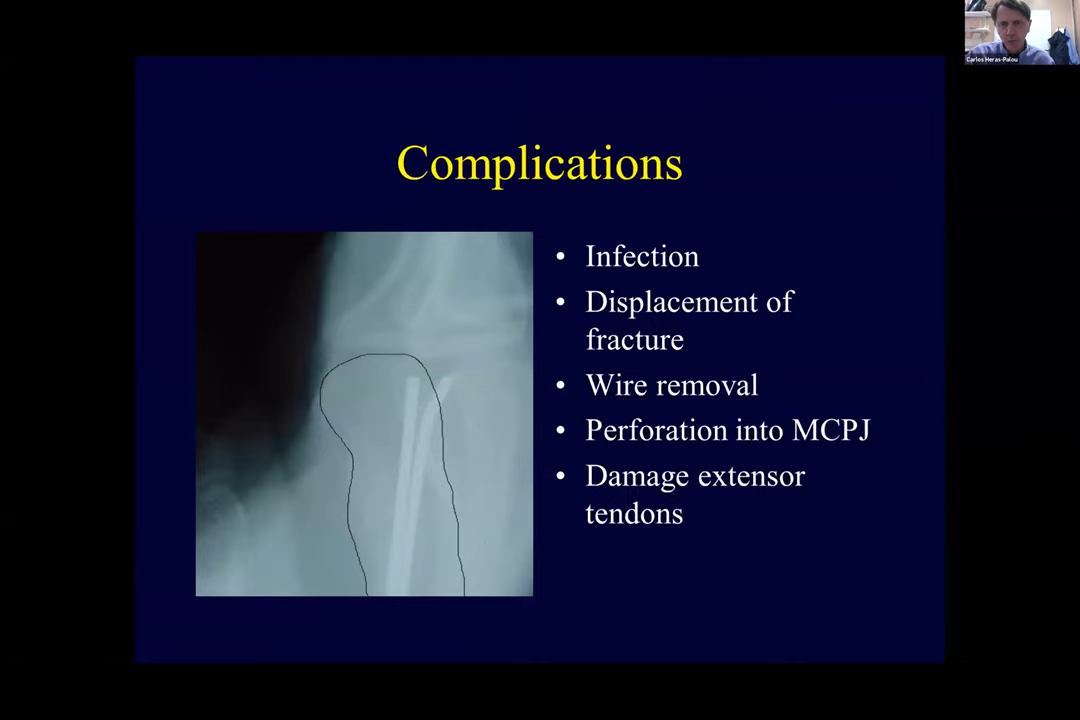 Carlos Heras-Palou
Complications
• Infection
• Displacement of
fracture
• Wire removal
• Perforation into MCPJ
• Damage extensor
tendons